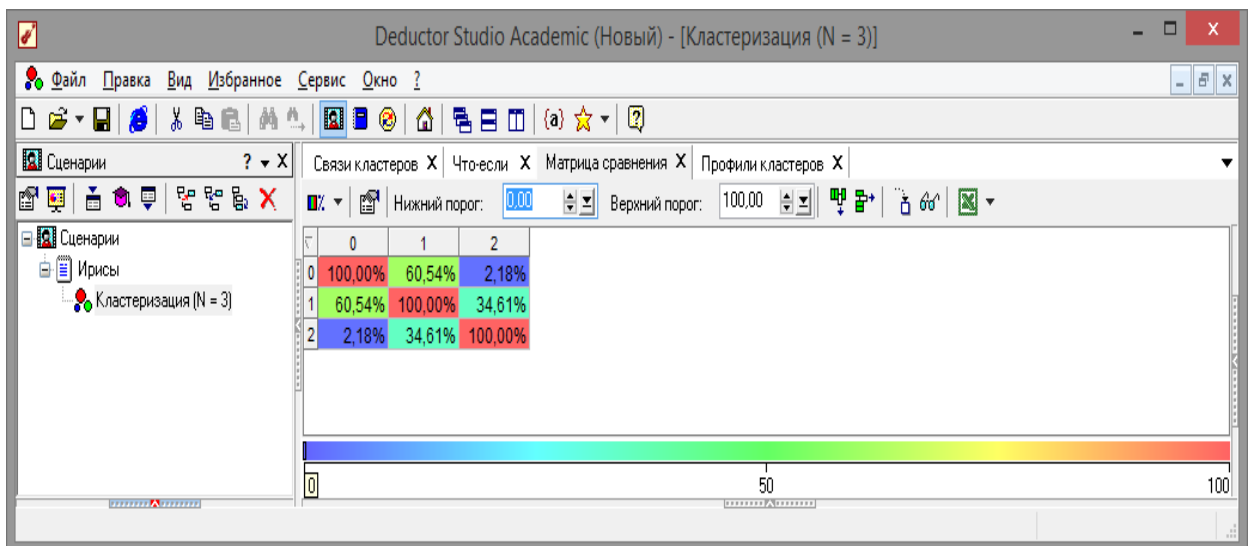 Deductor Studio Academic (Новый) - [Кластеризация (N = 3)]
Файл Правка Вид Избранное Сервис Окно ?
{a}
Сценарии ?
Связи кластеров X Что-если X Матрица сравнения X Профили кластеров X
Нижний порог: 0,00 Верхний порог: 100,00
Сценарии
Ирисы
Кластеризация (N = 3)
0 1 2
0 100,00% 60,54% 2,18%
1 60,54% 100,00% 34,61%
2 2,18% 34,61% 100,00%
0 50 100